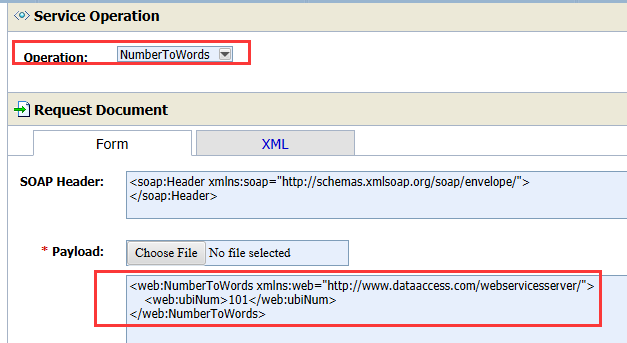 Service Operation
Operation: NumberToWords
Request Document
Form XML
SOAP Header: <soap:Header xmlns:soap="http://schemas.xmlsoap.org/soap/envelope/">
</soap:Header>
* Payload: Choose File No file selected
<web:NumberToWords xmlns:web="http://www.dataaccess.com/webservicesserver/">
<web:ubiNum>101</web:ubiNum>
</web:NumberToWords>